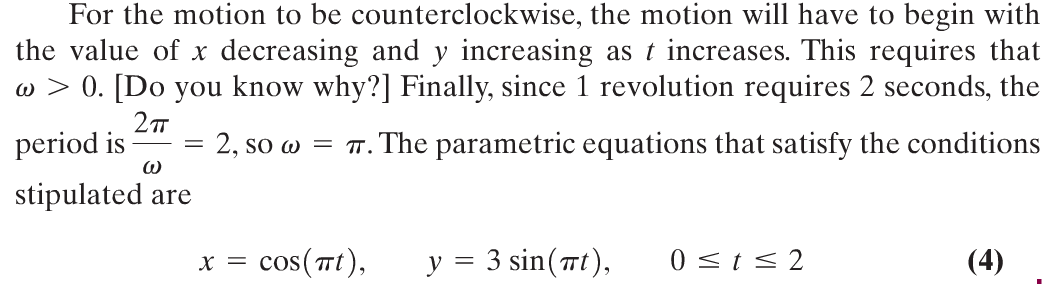 For the motion to be counterclockwise, the motion will have to begin with
the value of x decreasing and y increasing as t increases. This requires that
ω > 0. [Do you know why?] Finally, since 1 revolution requires 2 seconds, the
period is 2π/ω = 2, so ω = π. The parametric equations that satisfy the conditions
stipulated are
x = cos(πt), y = 3 sin(πt), 0 ≤ t ≤ 2 (4)